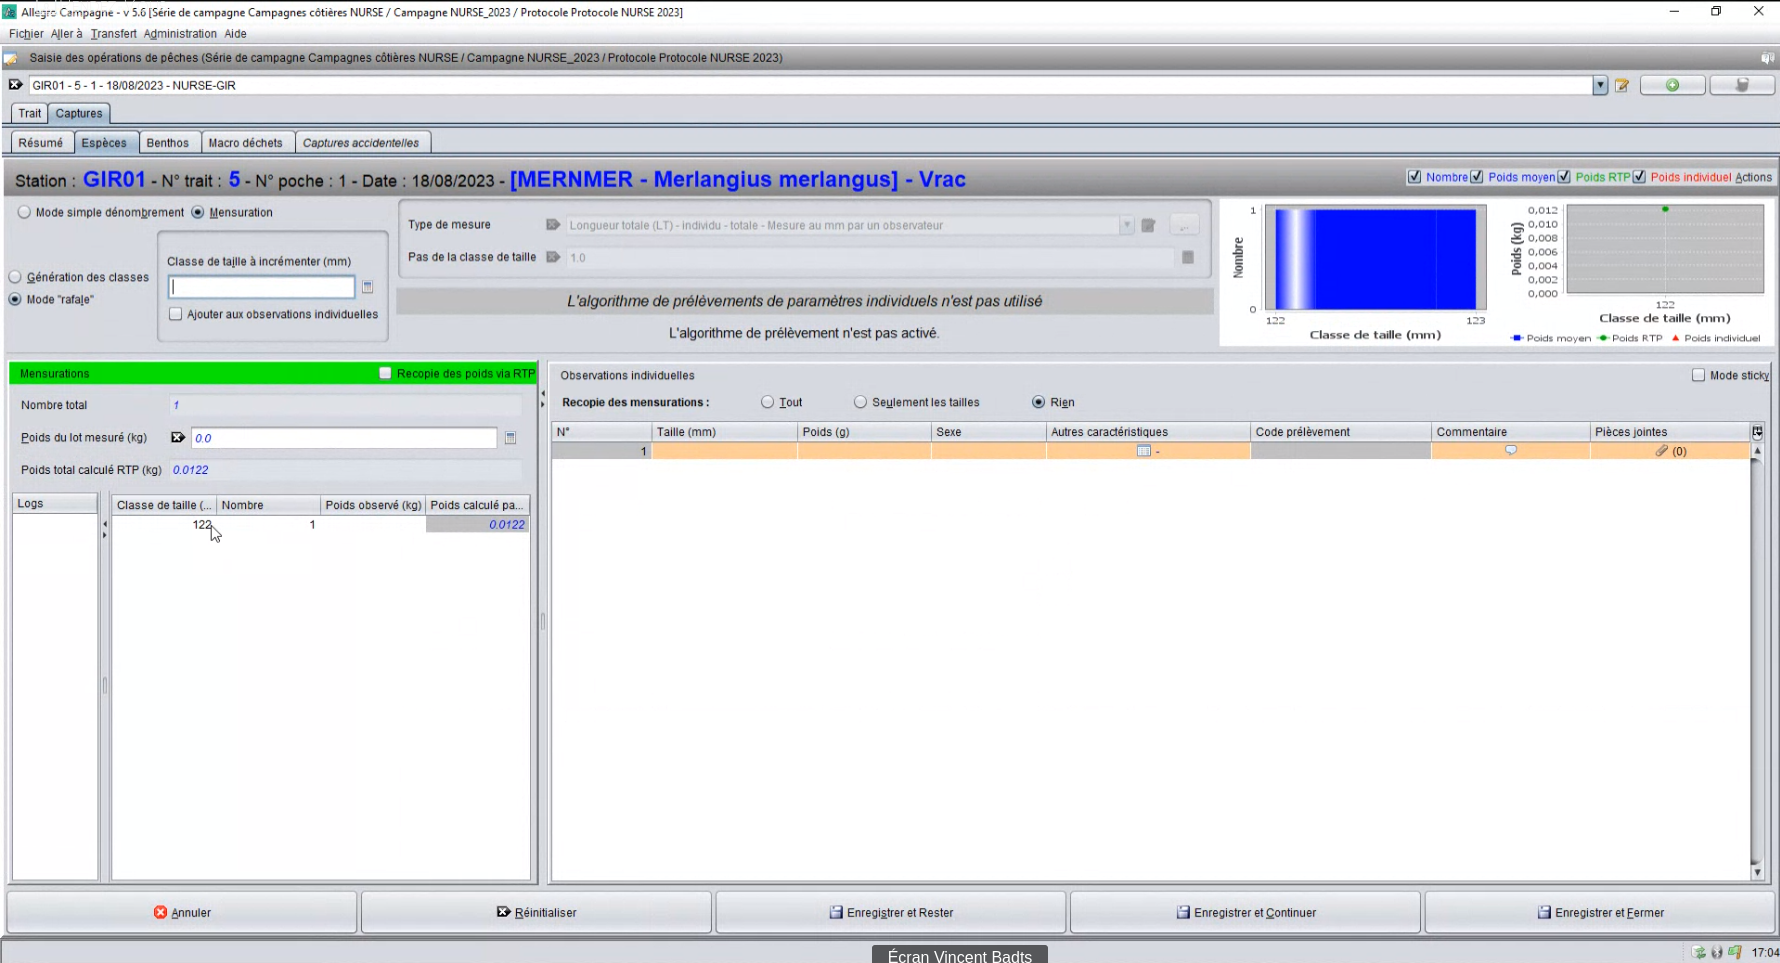 Allegro Campagne - v 5.6 [Série de campagne Campagnes côtières NURSE / Campagne NURSE_2023 / Protocole Protocole NURSE 2023]
Fichier Aller à Transfert Administration Aide
Saisie des opérations de pêches (Série de campagne Campagnes côtières NURSE / Campagne NURSE_2023 / Protocole Protocole NURSE 2023)
GIR01 - 5 - 1 - 18/08/2023 - NURSE-GIR
Trait Captures
Résumé Espèces Benthos Macro déchets Captures accidentelles
Station : GIR01 - N° trait : 5 - N° poche : 1 - Date : 18/08/2023 - [MERNMER - Merlangius merlangus] - Vrac
Nombre Poids moyen Poids RTP Poids individuel Actions
Mode simple dénombrement Mensuration
Génération des classes
Mode "rafale"
Classe de taille à incrémenter (mm)
Ajouter aux observations individuelles
Type de mesure Longueur totale (LT) - individu - totale - Mesure au mm par un observateur ...
Pas de la classe de taille 1.0
L'algorithme de prélèvements de paramètres individuels n'est pas utilisé
L'algorithme de prélèvement n'est pas activé.
Nombre
1
0
122 123
Classe de taille (mm)
Poids (kg)
0,012
0,010
0,008
0,006
0,004
0,002
0,000
122
Classe de taille (mm)
Poids moyen Poids RTP Poids individuel
Mensurations Recopie des poids via RTP
Nombre total 1
Poids du lot mesuré (kg) 0.0
Poids total calculé RTP (kg) 0.0122
Logs
Classe de taille (... Nombre Poids observé (kg) Poids calculé pa...
122 1 0.0122
Observations individuelles Mode sticky
Recopie des mensurations : Tout Seulement les tailles Rien
N° Taille (mm) Poids (g) Sexe Autres caractéristiques Code prélèvement Commentaire Pièces jointes
1 - (0)
Annuler Réinitialiser Enregistrer et Rester Enregistrer et Continuer Enregistrer et Fermer
Écran Vincent Badts
17:04